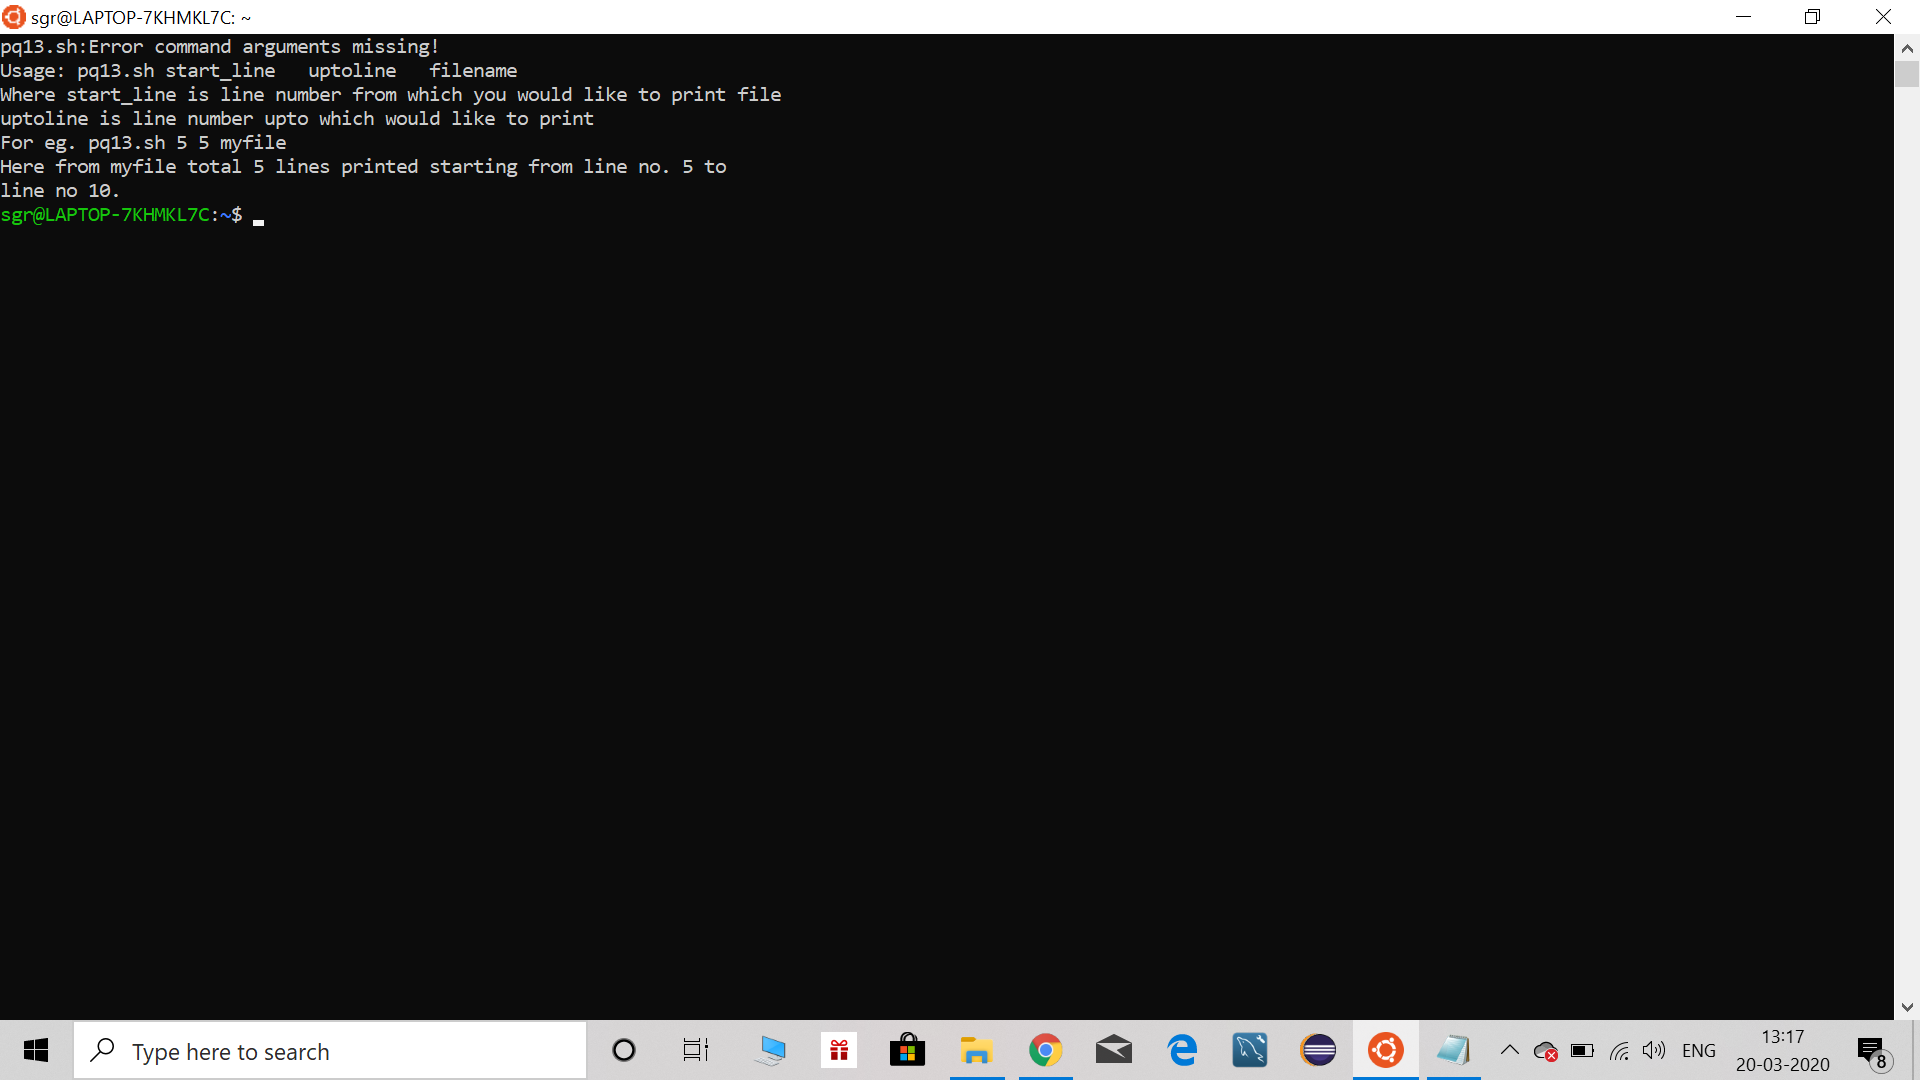 sgr@LAPTOP-7KHMKL7C: ~
pq13.sh:Error command arguments missing!
Usage: pq13.sh start_line   uptoline   filename
Where start_line is line number from which you would like to print file
uptoline is line number upto which would like to print
For eg. pq13.sh 5 5 myfile
Here from myfile total 5 lines printed starting from line no. 5 to
line no 10.
sgr@LAPTOP-7KHMKL7C:~$
Type here to search
ENG
13:17
20-03-2020
8